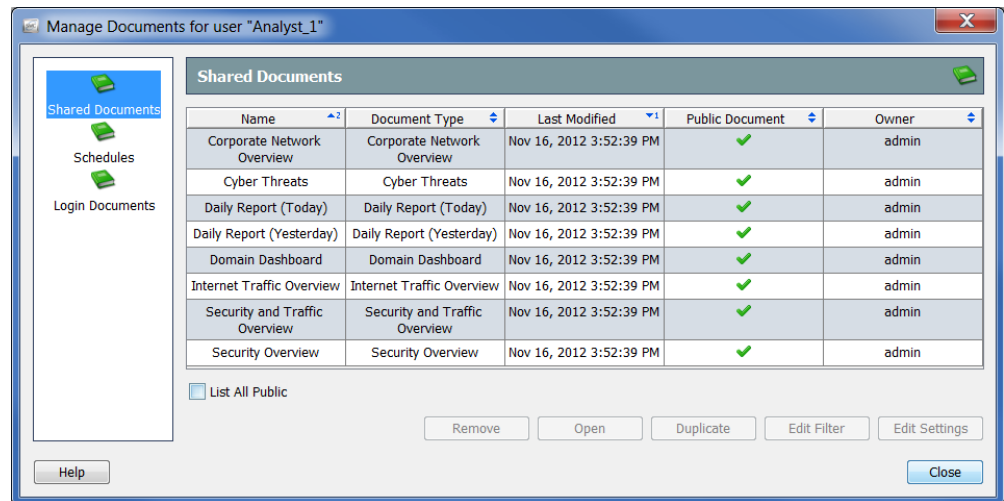 Manage Documents for user "Analyst_1"
X
Shared Documents
Schedules
Login Documents
Shared Documents
Name 2 Document Type Last Modified 1 Public Document Owner
Corporate Network Overview Corporate Network Overview Nov 16, 2012 3:52:39 PM admin
Cyber Threats Cyber Threats Nov 16, 2012 3:52:39 PM admin
Daily Report (Today) Daily Report (Today) Nov 16, 2012 3:52:39 PM admin
Daily Report (Yesterday) Daily Report (Yesterday) Nov 16, 2012 3:52:39 PM admin
Domain Dashboard Domain Dashboard Nov 16, 2012 3:52:39 PM admin
Internet Traffic Overview Internet Traffic Overview Nov 16, 2012 3:52:39 PM admin
Security and Traffic Overview Security and Traffic Overview Nov 16, 2012 3:52:39 PM admin
Security Overview Security Overview Nov 16, 2012 3:52:39 PM admin
List All Public
Remove Open Duplicate Edit Filter Edit Settings
Help Close